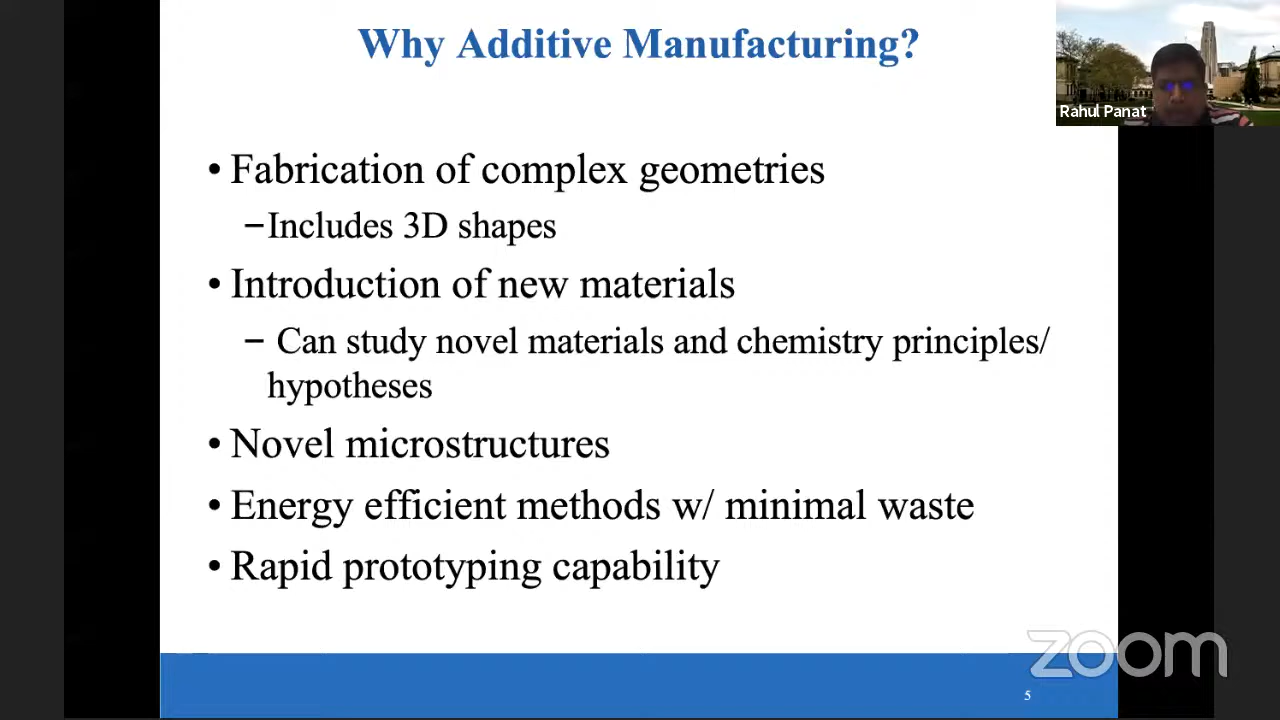 Why Additive Manufacturing?
Rahul Panat
• Fabrication of complex geometries
–Includes 3D shapes
• Introduction of new materials
– Can study novel materials and chemistry principles/
hypotheses
• Novel microstructures
• Energy efficient methods w/ minimal waste
• Rapid prototyping capability
zoom
5